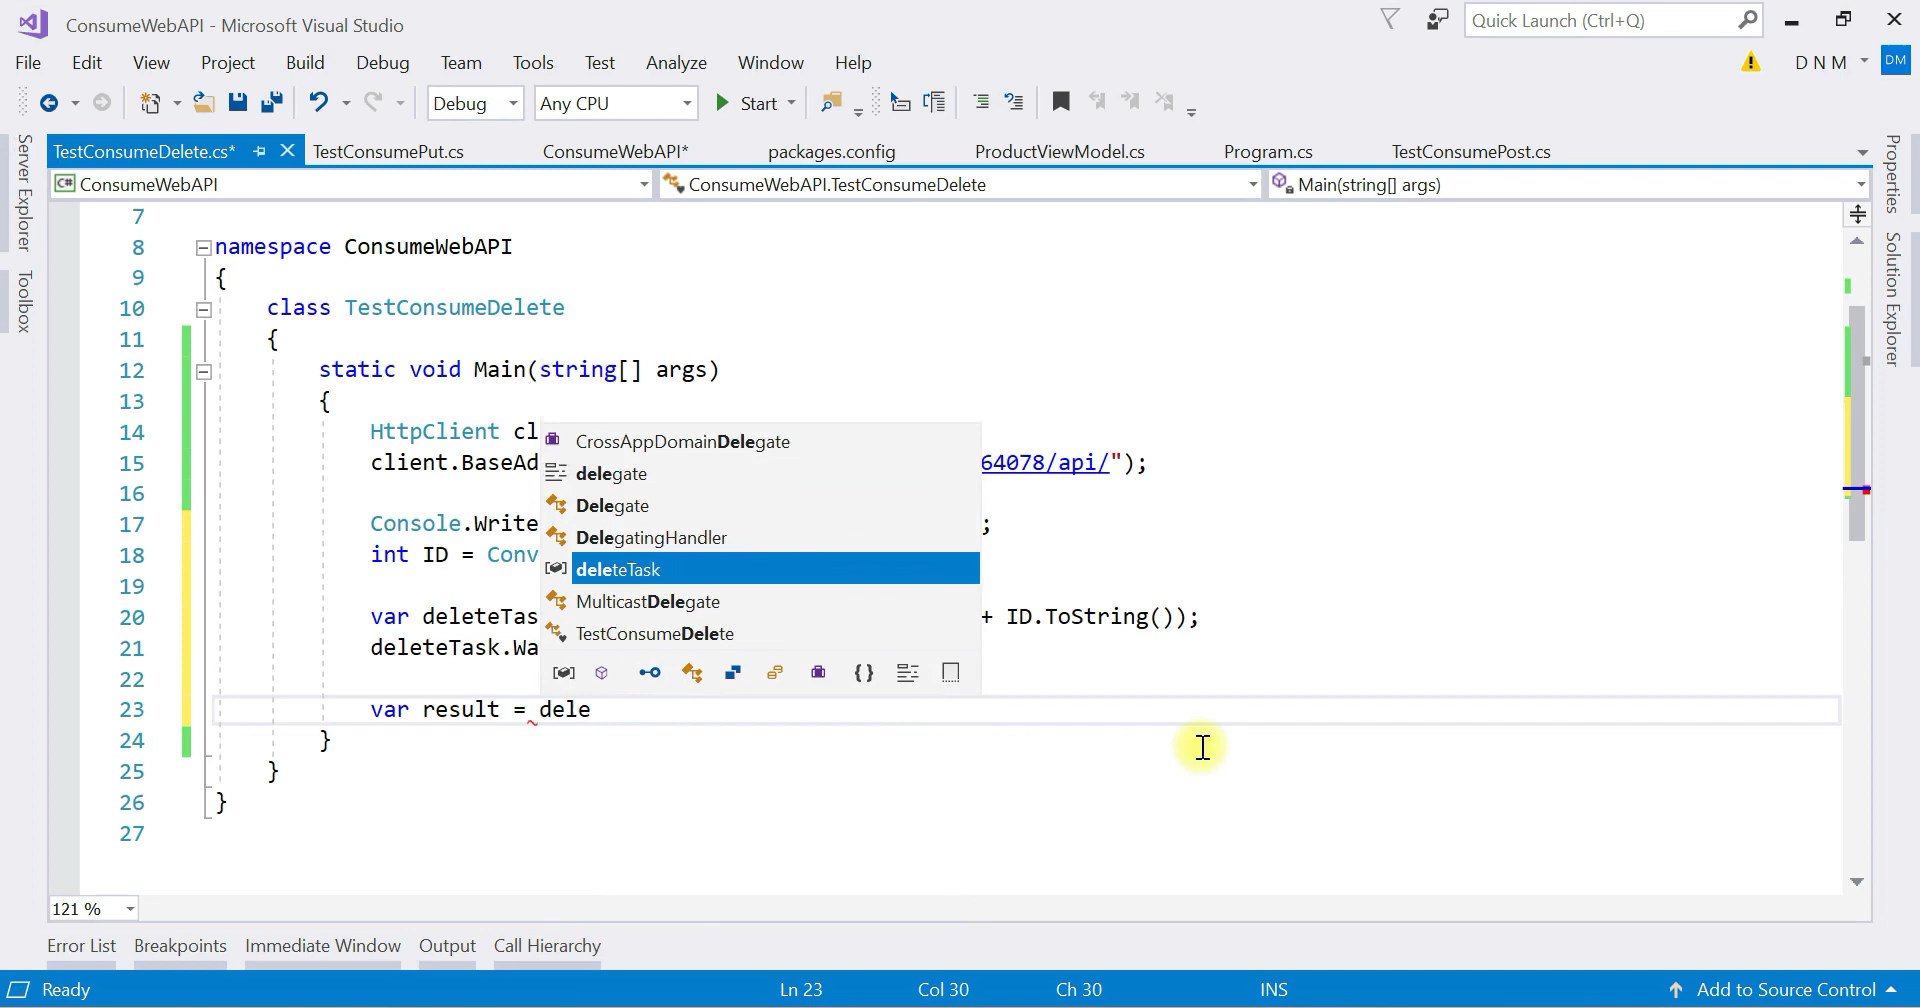 ConsumeWebAPI - Microsoft Visual Studio
Quick Launch (Ctrl+Q)
File Edit View Project Build Debug Team Tools Test Analyze Window Help
D N M
DM
Debug
Any CPU
Start
Server Explorer
Toolbox
TestConsumeDelete.cs*
TestConsumePut.cs
ConsumeWebAPI*
packages.config
ProductViewModel.cs
Program.cs
TestConsumePost.cs
Properties
Solution Explorer
C# ConsumeWebAPI
ConsumeWebAPI.TestConsumeDelete
Main(string[] args)
7
8 namespace ConsumeWebAPI
9 {
10 class TestConsumeDelete
11 {
12 static void Main(string[] args)
13 {
14 HttpClient cl
15 client.BaseAd 64078/api/");
16
17 Console.Write ;
18 int ID = Conv
19
20 var deleteTas + ID.ToString());
21 deleteTask.Wa
22
23 var result = dele
24 }
25 }
26 }
27
CrossAppDomainDelegate
delegate
Delegate
DelegatingHandler
deleteTask
MulticastDelegate
TestConsumeDelete
121 %
Error List Breakpoints Immediate Window Output Call Hierarchy
Ready
Ln 23
Col 30
Ch 30
INS
Add to Source Control